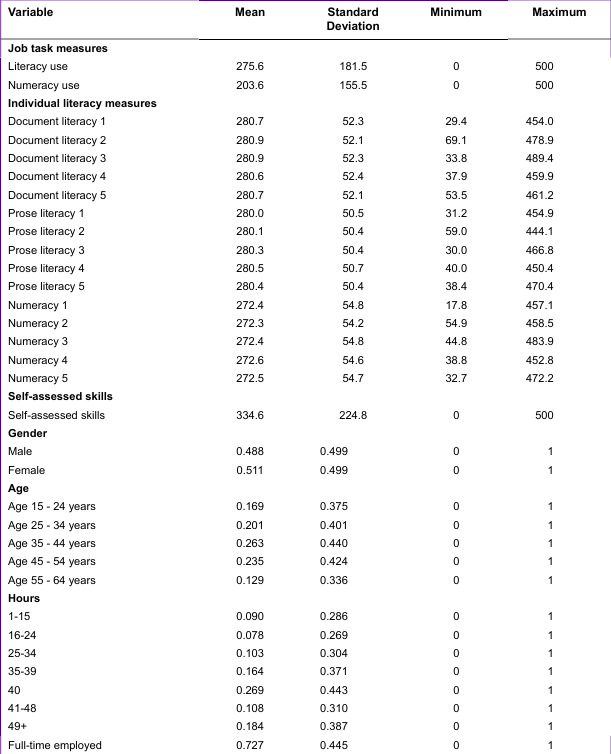 Variable Mean Standard Deviation Minimum Maximum
Job task measures
Literacy use 275.6 181.5 0 500
Numeracy use 203.6 155.5 0 500
Individual literacy measures
Document literacy 1 280.7 52.3 29.4 454.0
Document literacy 2 280.9 52.1 69.1 478.9
Document literacy 3 280.9 52.3 33.8 489.4
Document literacy 4 280.6 52.4 37.9 459.9
Document literacy 5 280.7 52.1 53.5 461.2
Prose literacy 1 280.0 50.5 31.2 454.9
Prose literacy 2 280.1 50.4 59.0 444.1
Prose literacy 3 280.3 50.4 30.0 466.8
Prose literacy 4 280.5 50.7 40.0 450.4
Prose literacy 5 280.4 50.4 38.4 470.4
Numeracy 1 272.4 54.8 17.8 457.1
Numeracy 2 272.3 54.2 54.9 458.5
Numeracy 3 272.4 54.8 44.8 483.9
Numeracy 4 272.6 54.6 38.8 452.8
Numeracy 5 272.5 54.7 32.7 472.2
Self-assessed skills
Self-assessed skills 334.6 224.8 0 500
Gender
Male 0.488 0.499 0 1
Female 0.511 0.499 0 1
Age
Age 15 - 24 years 0.169 0.375 0 1
Age 25 - 34 years 0.201 0.401 0 1
Age 35 - 44 years 0.263 0.440 0 1
Age 45 - 54 years 0.235 0.424 0 1
Age 55 - 64 years 0.129 0.336 0 1
Hours
1-15 0.090 0.286 0 1
16-24 0.078 0.269 0 1
25-34 0.103 0.304 0 1
35-39 0.164 0.371 0 1
40 0.269 0.443 0 1
41-48 0.108 0.310 0 1
49+ 0.184 0.387 0 1
Full-time employed 0.727 0.445 0 1